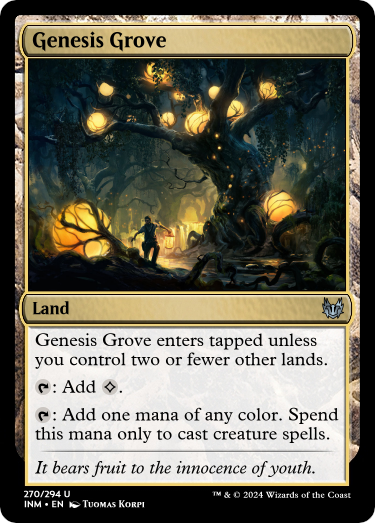 Genesis Grove
Land
Genesis Grove enters tapped unless
you control two or fewer other lands.
: Add .
: Add one mana of any color. Spend
this mana only to cast creature spells.
It bears fruit to the innocence of youth.
270/294 U
INM • EN Tuomas Korpi
™ & © 2024 Wizards of the Coast